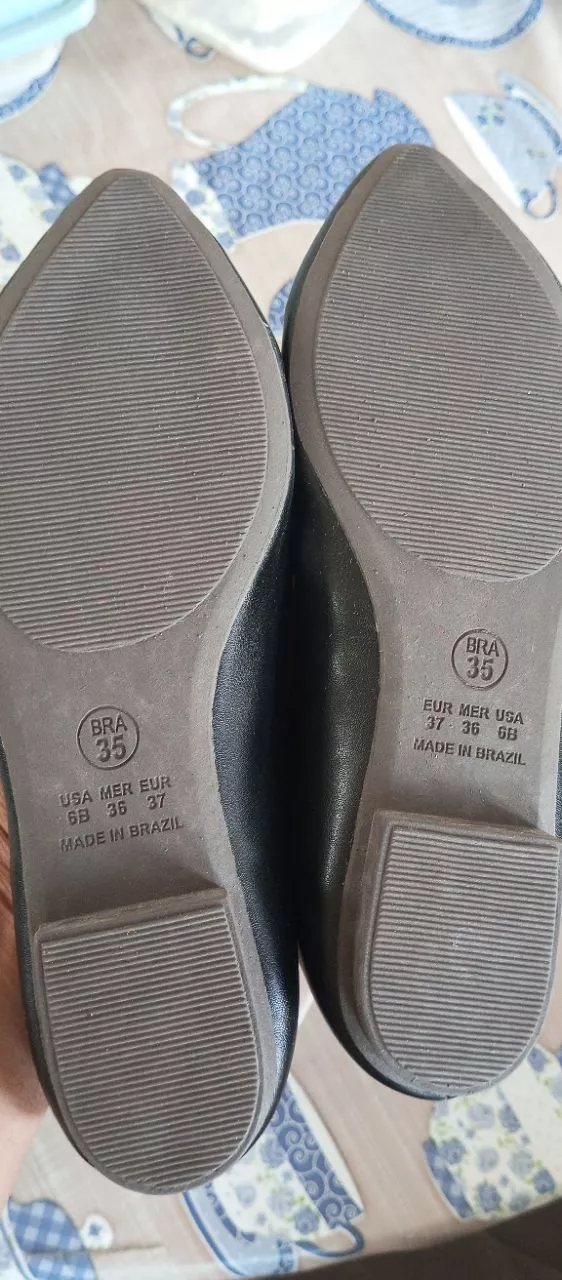 BRA
35
USA MER EUR
6B 36 37
MADE IN BRAZIL
BRA
35
EUR MER USA
37 36 6B
MADE IN BRAZIL